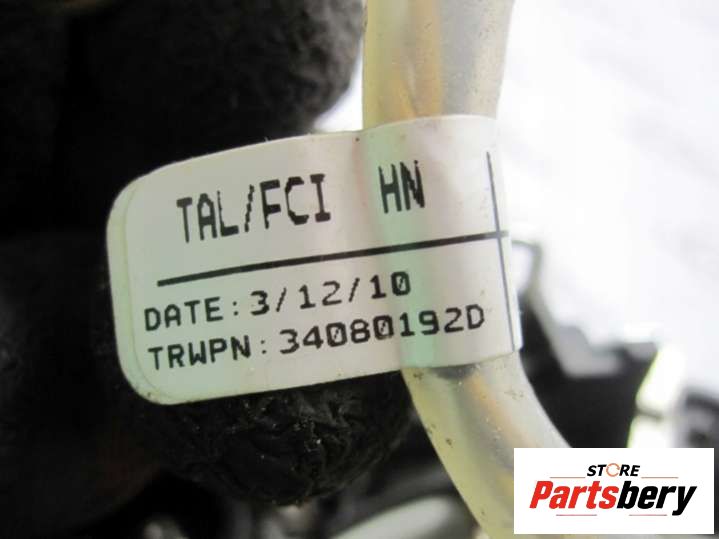 TAL/FCI HN
DATE: 3/12/10
TRWPN: 34080192D
STORE
Partsbery